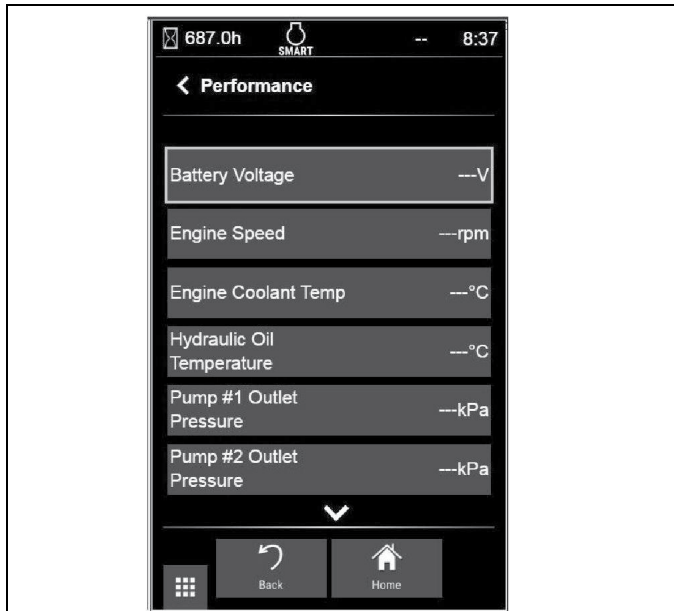 687.0h SMART -- 8:37
Performance
Battery Voltage ---V
Engine Speed ---rpm
Engine Coolant Temp ---°C
Hydraulic Oil
Temperature ---°C
Pump #1 Outlet
Pressure ---kPa
Pump #2 Outlet
Pressure ---kPa
Back Home